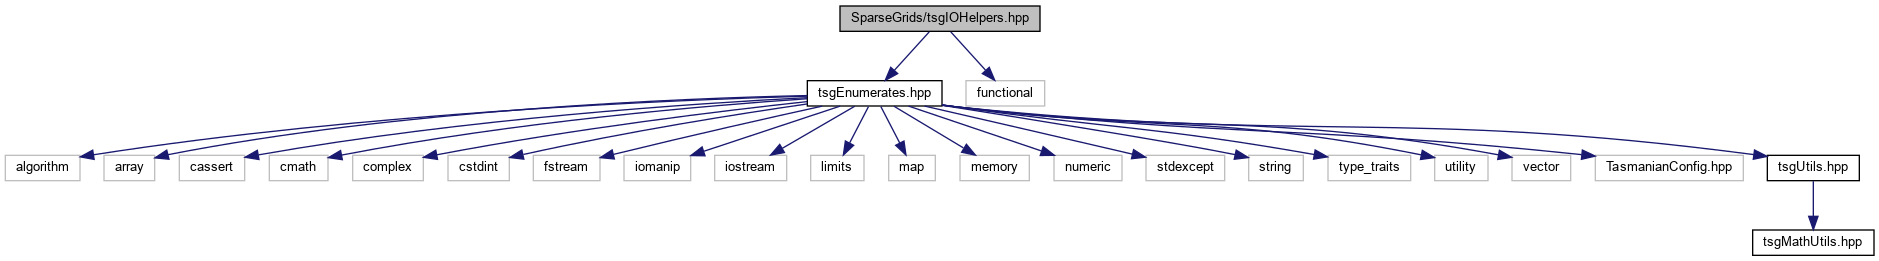 SparseGrids/tsgIOHelpers.hpp
tsgEnumerates.hpp
functional
algorithm
array
cassert
cmath
complex
cstdint
fstream
iomanip
iostream
limits
map
memory
numeric
stdexcept
string
type_traits
utility
vector
TasmanianConfig.hpp
tsgUtils.hpp
tsgMathUtils.hpp